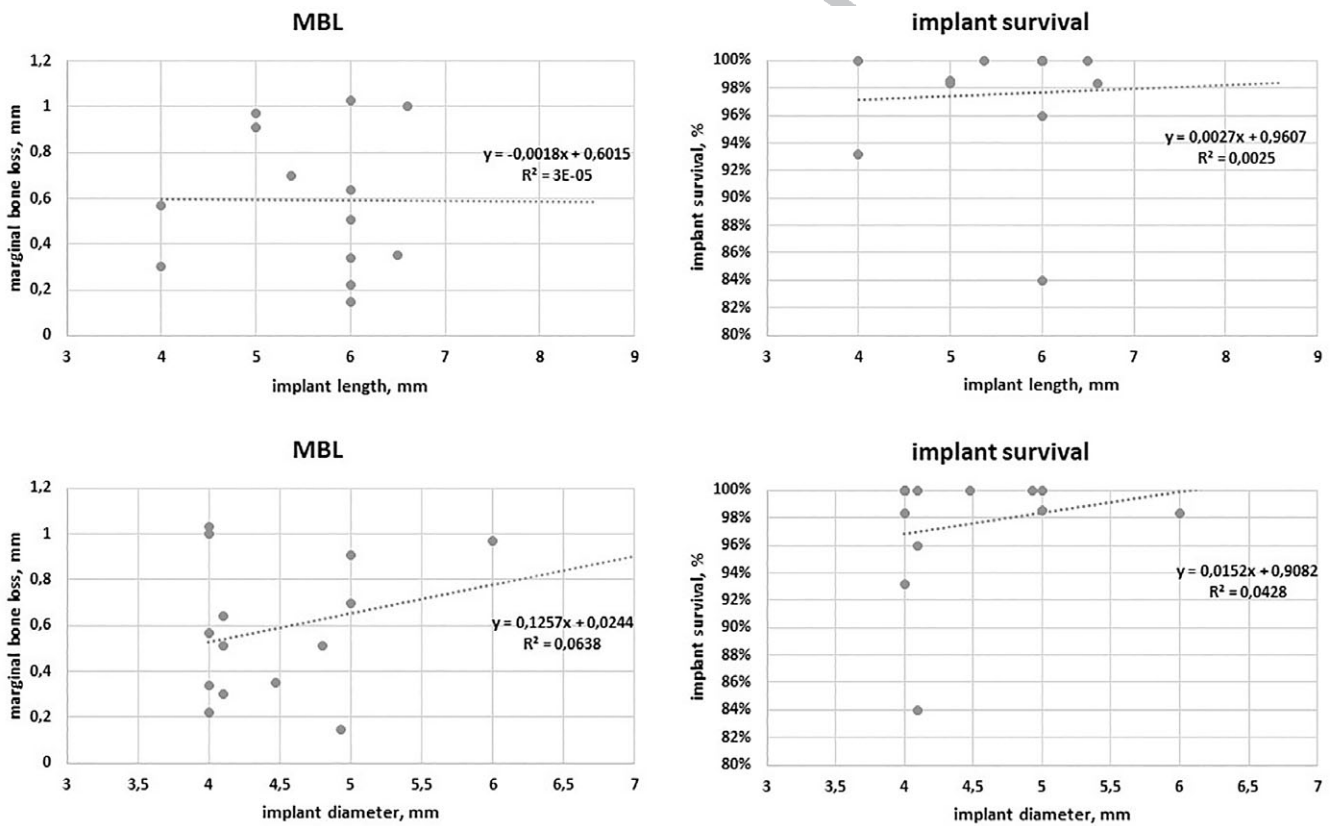 MBL
1,2
1
0,8
0,6
0,4
0,2
0
marginal bone loss, mm
y = -0,0018x + 0,6015
R² = 3E-05
3 4 5 6 7 8 9
implant length, mm
implant survival
100%
98%
96%
94%
92%
90%
88%
86%
84%
82%
80%
implant survival, %
y = 0,0027x + 0,9607
R² = 0,0025
3 4 5 6 7 8 9
implant length, mm
MBL
1,2
1
0,8
0,6
0,4
0,2
0
marginal bone loss, mm
y = 0,1257x + 0,0244
R² = 0,0638
3 3,5 4 4,5 5 5,5 6 6,5 7
implant diameter, mm
implant survival
100%
98%
96%
94%
92%
90%
88%
86%
84%
82%
80%
implant survival, %
y = 0,0152x + 0,9082
R² = 0,0428
3 3,5 4 4,5 5 5,5 6 6,5 7
implant diameter, mm